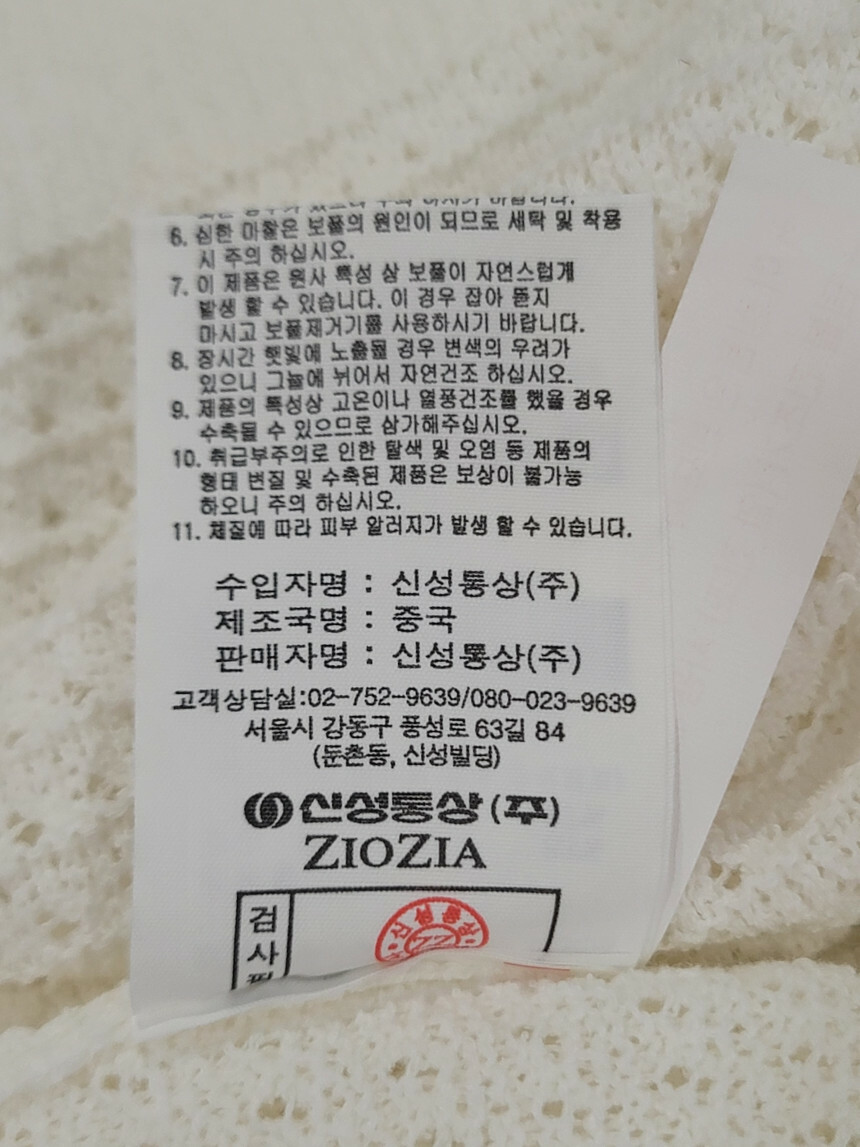 6. 심한 마찰은 보풀의 원인이 되므로 세탁 및 착용
시 주의 하십시오.
7. 이 제품은 원사 특성 상 보풀이 자연스럽게
발생 할 수 있습니다. 이 경우 잡아 뜯지
마시고 보풀제거기를 사용하시기 바랍니다.
8. 장시간 햇빛에 노출될 경우 변색의 우려가
있으니 그늘에 뉘어서 자연건조 하십시오.
9. 제품의 특성상 고온이나 열풍건조를 했을 경우
수축될 수 있으므로 삼가해주십시오.
10. 취급부주의로 인한 탈색 및 오염 등 제품의
형태 변질 및 수축된 제품은 보상이 불가능
하오니 주의 하십시오.
11. 체질에 따라 피부 알러지가 발생 할 수 있습니다.
수입자명 : 신성통상(주)
제조국명 : 중국
판매자명 : 신성통상(주)
고객상담실:02-752-9639/080-023-9639
서울시 강동구 풍성로 63길 84
(둔촌동, 신성빌딩)
신성통상(주)
ZIOZIA
검사
신성통상
ZZ